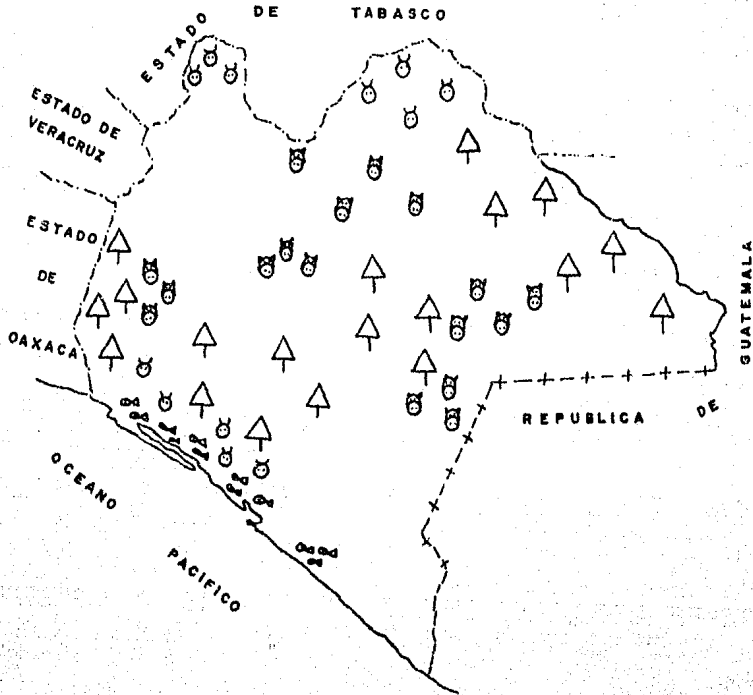 ESTADO DE TABASCO
ESTADO DE
VERACRUZ
ESTADO
DE
OAXACA
GUATEMALA
REPUBLICA DE
OCEANO
PACIFICO